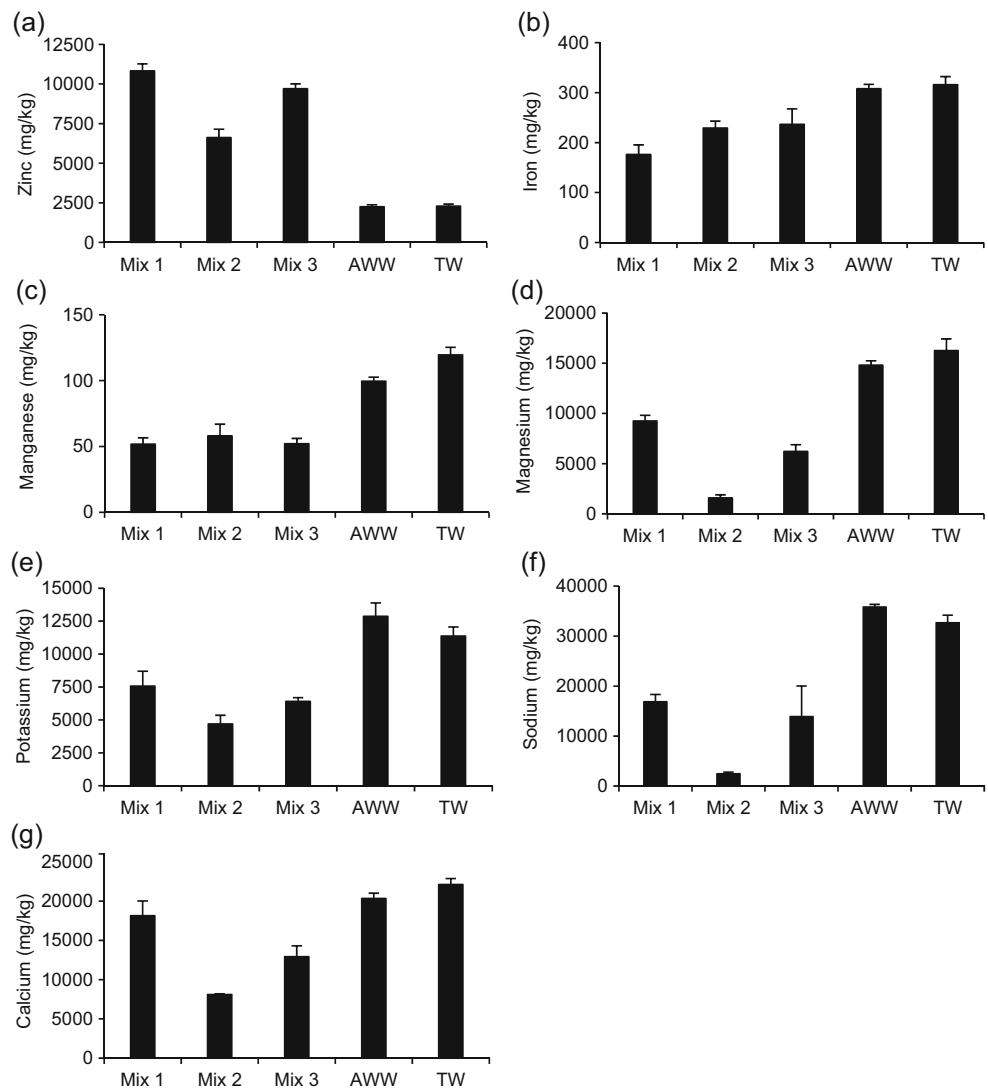 (a)
Zinc (mg/kg)
12500
10000
7500
5000
2500
0
Mix 1 Mix 2 Mix 3 AWW TW
(b)
Iron (mg/kg)
400
300
200
100
0
Mix 1 Mix 2 Mix 3 AWW TW
(c)
Manganese (mg/kg)
150
100
50
0
Mix 1 Mix 2 Mix 3 AWW TW
(d)
Magnesium (mg/kg)
20000
15000
10000
5000
0
Mix 1 Mix 2 Mix 3 AWW TW
(e)
Potassium (mg/kg)
15000
12500
10000
7500
5000
2500
0
Mix 1 Mix 2 Mix 3 AWW TW
(f)
Sodium (mg/kg)
40000
30000
20000
10000
0
Mix 1 Mix 2 Mix 3 AWW TW
(g)
Calcium (mg/kg)
25000
20000
15000
10000
5000
0
Mix 1 Mix 2 Mix 3 AWW TW